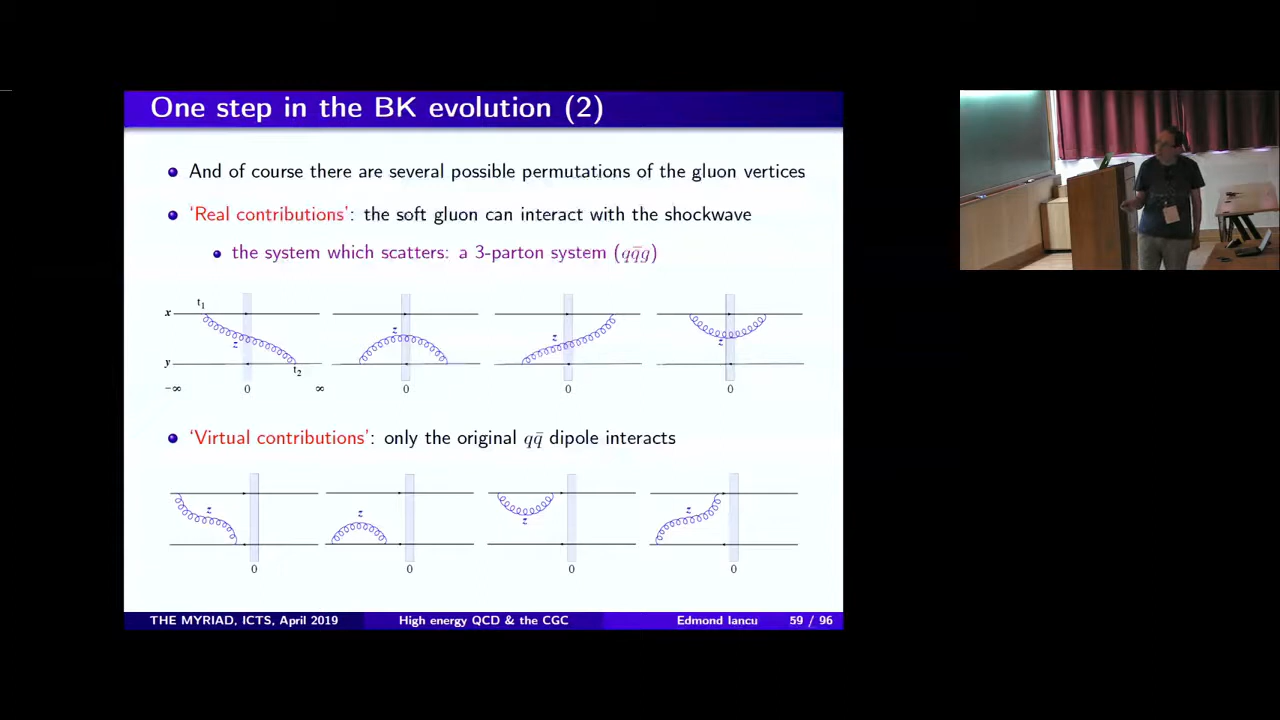 One step in the BK evolution (2)
And of course there are several possible permutations of the gluon vertices
'Real contributions': the soft gluon can interact with the shockwave
the system which scatters: a 3-parton system (qq̄g)
t₁
x
z
z
z
z
y
t₂
−∞ 0 ∞ 0 0 0
'Virtual contributions': only the original qq̄ dipole interacts
z
z
z
z
0 0 0 0
THE MYRIAD, ICTS, April 2019 High energy QCD & the CGC Edmond Iancu 59 / 96